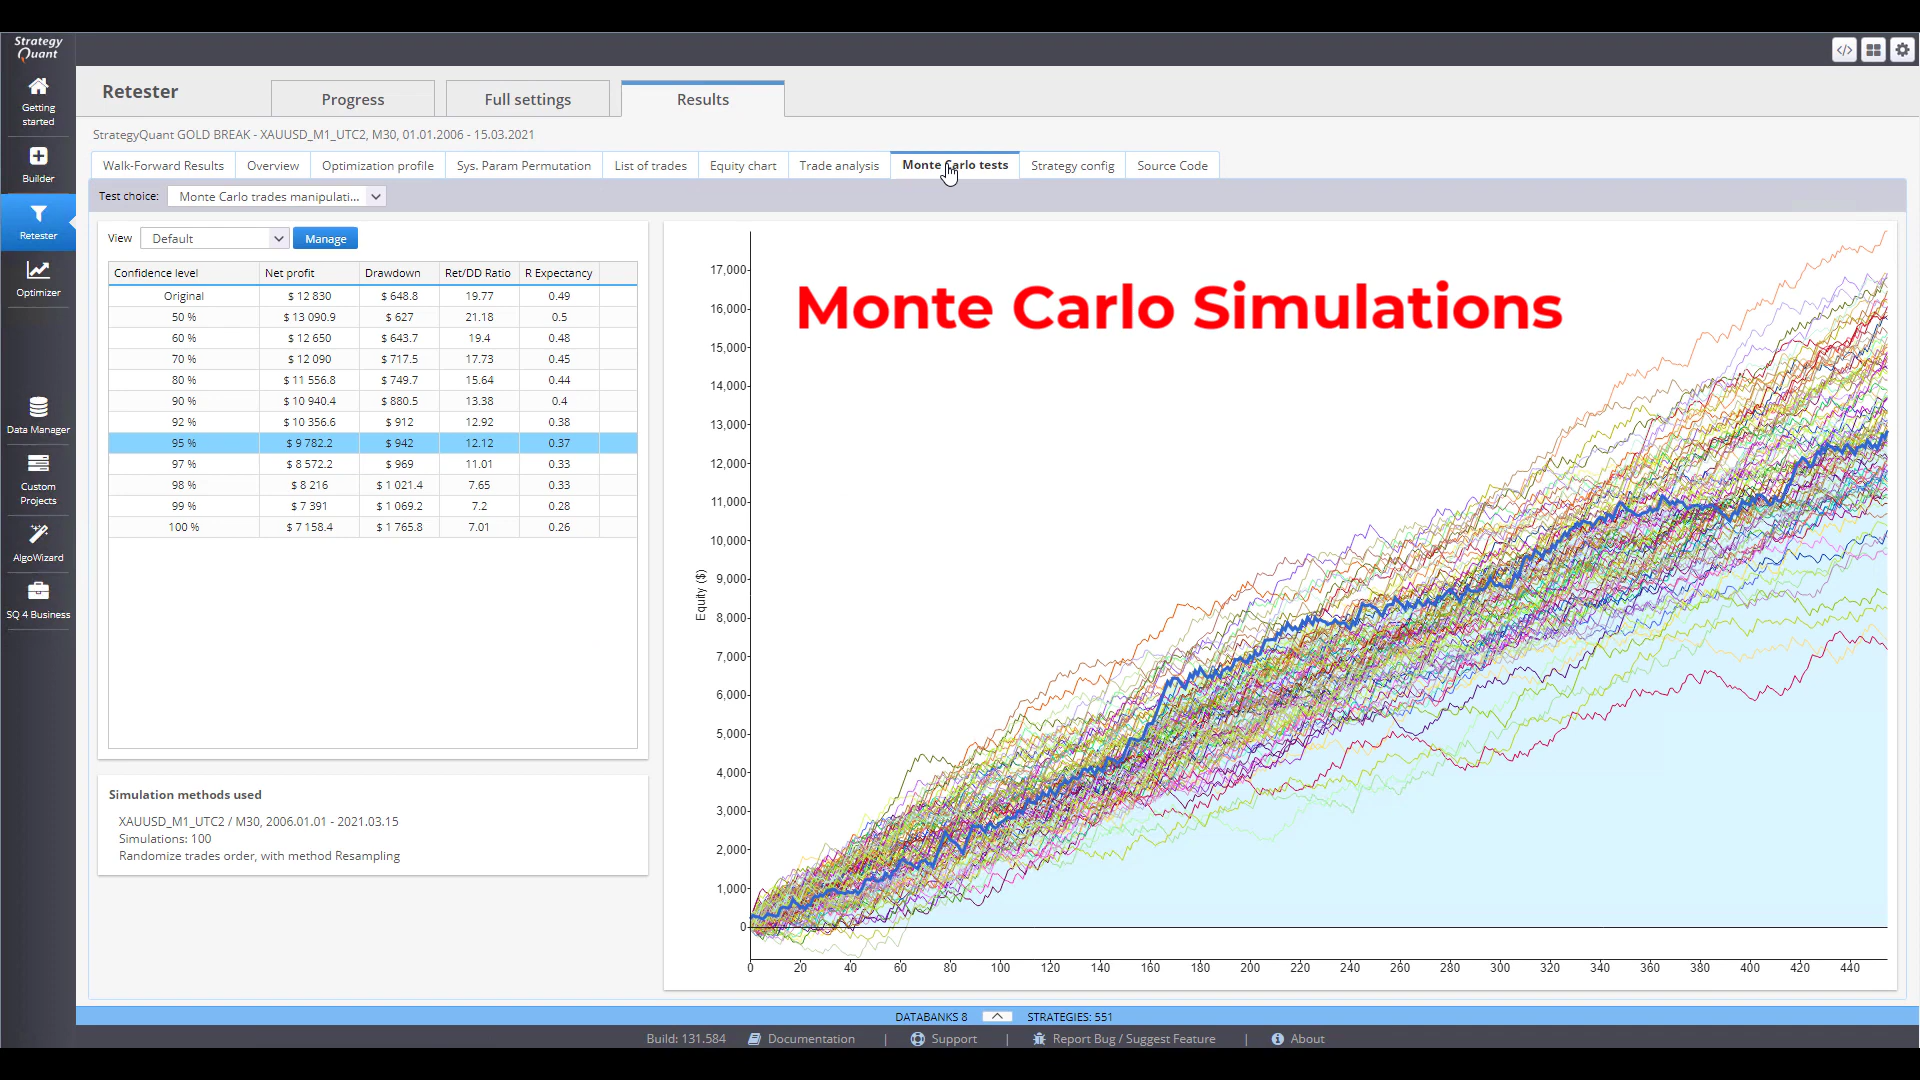 Strategy
Quant
Getting
started
Builder
Retester
Optimizer
Data Manager
Custom
Projects
AlgoWizard
SQ 4 Business
Retester
Progress
Full settings
Results
StrategyQuant GOLD BREAK - XAUUSD_M1_UTC2, M30, 01.01.2006 - 15.03.2021
Walk-Forward Results Overview Optimization profile Sys. Param Permutation List of trades Equity chart Trade analysis Monte Carlo tests Strategy config Source Code
Test choice: Monte Carlo trades manipulati...
View Default Manage
Confidence level Net profit Drawdown Ret/DD Ratio R Expectancy
Original $ 12 830 $ 648.8 19.77 0.49
50 % $ 13 090.9 $ 627 21.18 0.5
60 % $ 12 650 $ 643.7 19.4 0.48
70 % $ 12 090 $ 717.5 17.73 0.45
80 % $ 11 556.8 $ 749.7 15.64 0.44
90 % $ 10 940.4 $ 880.5 13.38 0.4
92 % $ 10 356.6 $ 912 12.92 0.38
95 % $ 9 782.2 $ 942 12.12 0.37
97 % $ 8 572.2 $ 969 11.01 0.33
98 % $ 8 216 $ 1 021.4 7.65 0.33
99 % $ 7 391 $ 1 069.2 7.2 0.28
100 % $ 7 158.4 $ 1 765.8 7.01 0.26
Simulation methods used
XAUUSD_M1_UTC2 / M30, 2006.01.01 - 2021.03.15
Simulations: 100
Randomize trades order, with method Resampling
Monte Carlo Simulations
Equity ($)
17,000
16,000
15,000
14,000
13,000
12,000
11,000
10,000
9,000
8,000
7,000
6,000
5,000
4,000
3,000
2,000
1,000
0
0 20 40 60 80 100 120 140 160 180 200 220 240 260 280 300 320 340 360 380 400 420 440
DATABANKS 8 STRATEGIES: 551
Build: 131.584 Documentation | Support | Report Bug / Suggest Feature | About